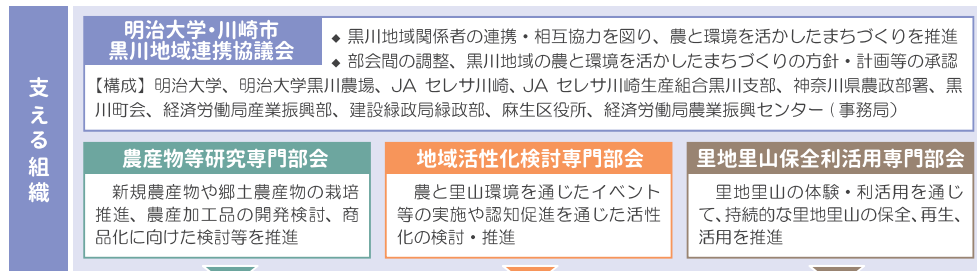 支える組織
明治大学・川崎市
黒川地域連携協議会
◆ 黒川地域関係者の連携・相互協力を図り、農と環境を活かしたまちづくりを推進
◆ 部会間の調整、黒川地域の農と環境を活かしたまちづくりの方針・計画等の承認
【構成】明治大学、明治大学黒川農場、JA セレサ川崎、JA セレサ川崎生産組合黒川支部、神奈川県農政部署、黒
川町会、経済労働局産業振興部、建設緑政局緑政部、麻生区役所、経済労働局農業振興センター ( 事務局）
農産物等研究専門部会
新規農産物や郷土農産物の栽培
推進、農産加工品の開発検討、商
品化に向けた検討等を推進
地域活性化検討専門部会
農と里山環境を通じたイベント
等の実施や認知促進を通じた活性
化の検討・推進
里地里山保全利活用専門部会
里地里山の体験・利活用を通じ
て、持続的な里地里山の保全、再生、
活用を推進